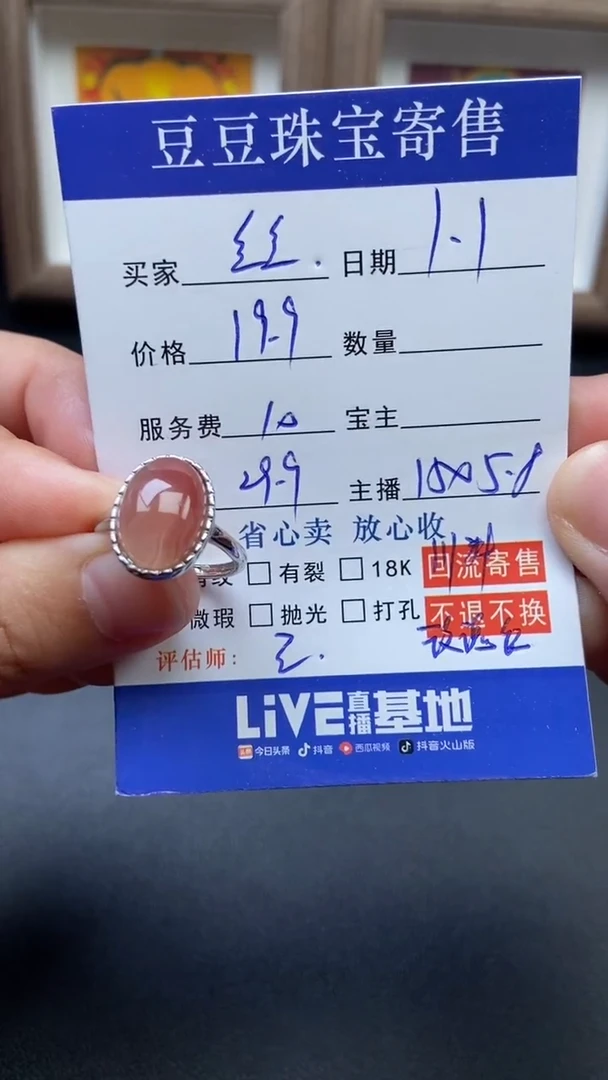 豆豆珠宝寄售
买家 丝. 日期 1.1
价格 19.9 数量
服务费 10 宝主
29.9 主播
省心卖 放心收
有纹 □有裂 □18K 回流寄售
微瑕 □抛光 □打孔 不退不换
评估师:
LiVE直播基地
今日头条 抖音 西瓜视频 抖音火山版